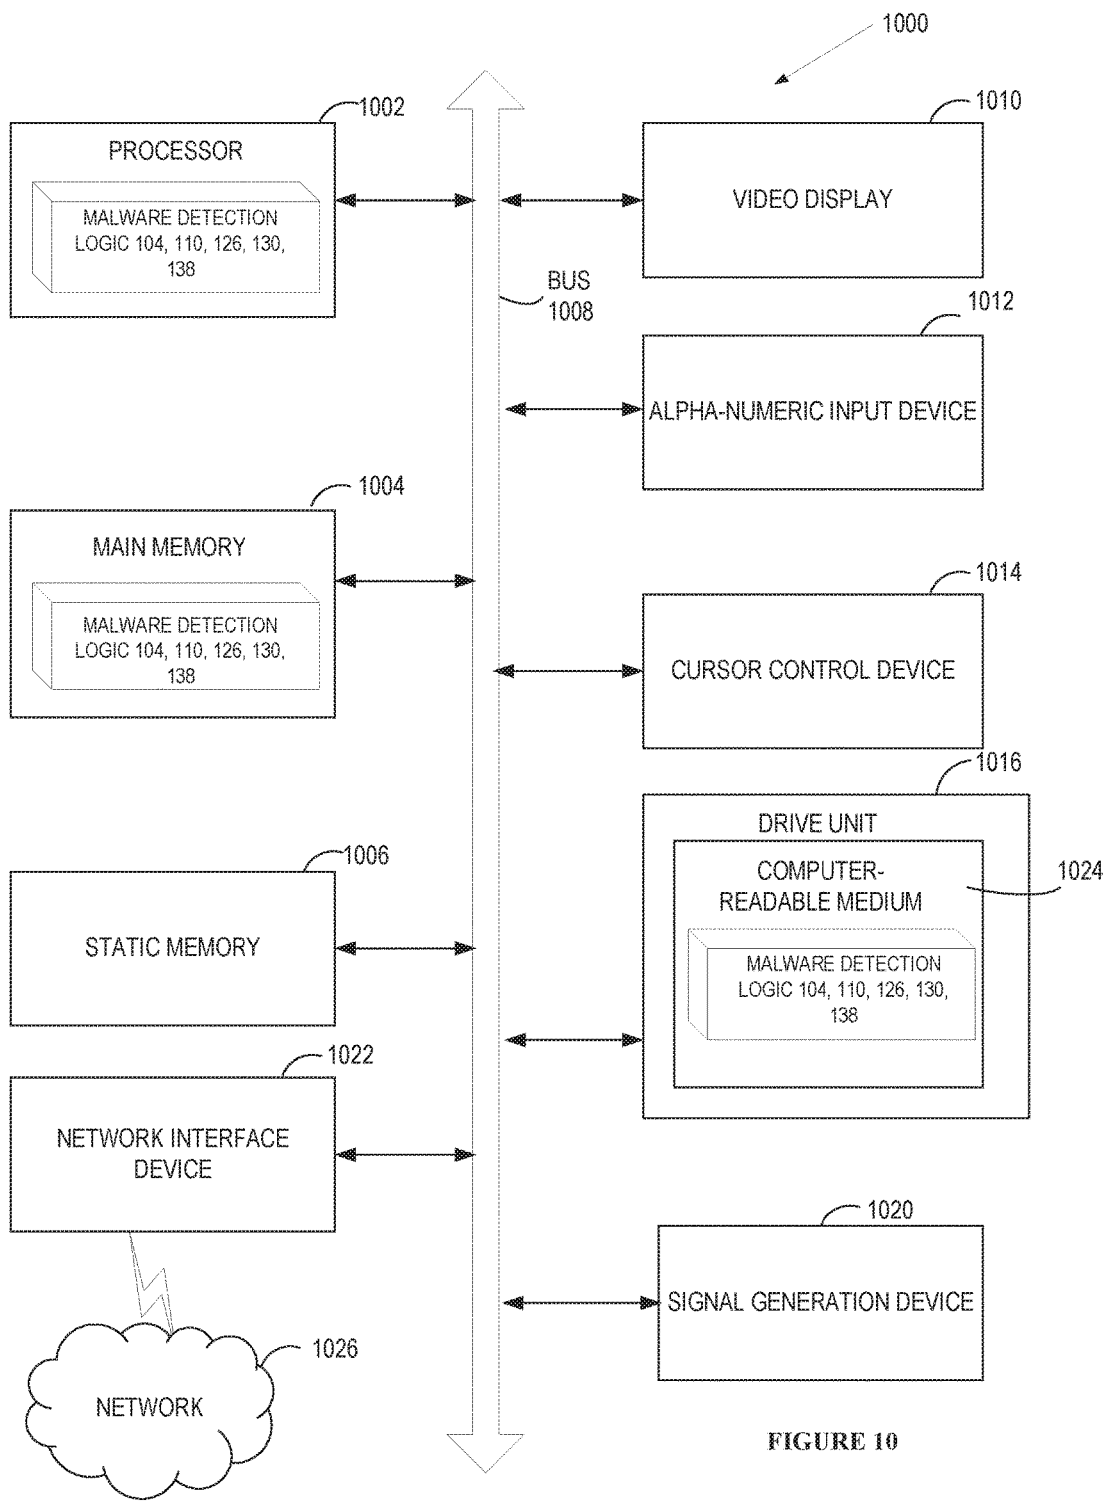 1000
1002
PROCESSOR
MALWARE DETECTION
LOGIC 104, 110, 126, 130,
138
1010
VIDEO DISPLAY
BUS
1008
1012
ALPHA-NUMERIC INPUT DEVICE
1004
MAIN MEMORY
MALWARE DETECTION
LOGIC 104, 110, 126, 130,
138
1014
CURSOR CONTROL DEVICE
1016
DRIVE UNIT
COMPUTER-
READABLE MEDIUM
1024
MALWARE DETECTION
LOGIC 104, 110, 126, 130,
138
1006
STATIC MEMORY
1022
NETWORK INTERFACE
DEVICE
1020
SIGNAL GENERATION DEVICE
1026
NETWORK
FIGURE 10